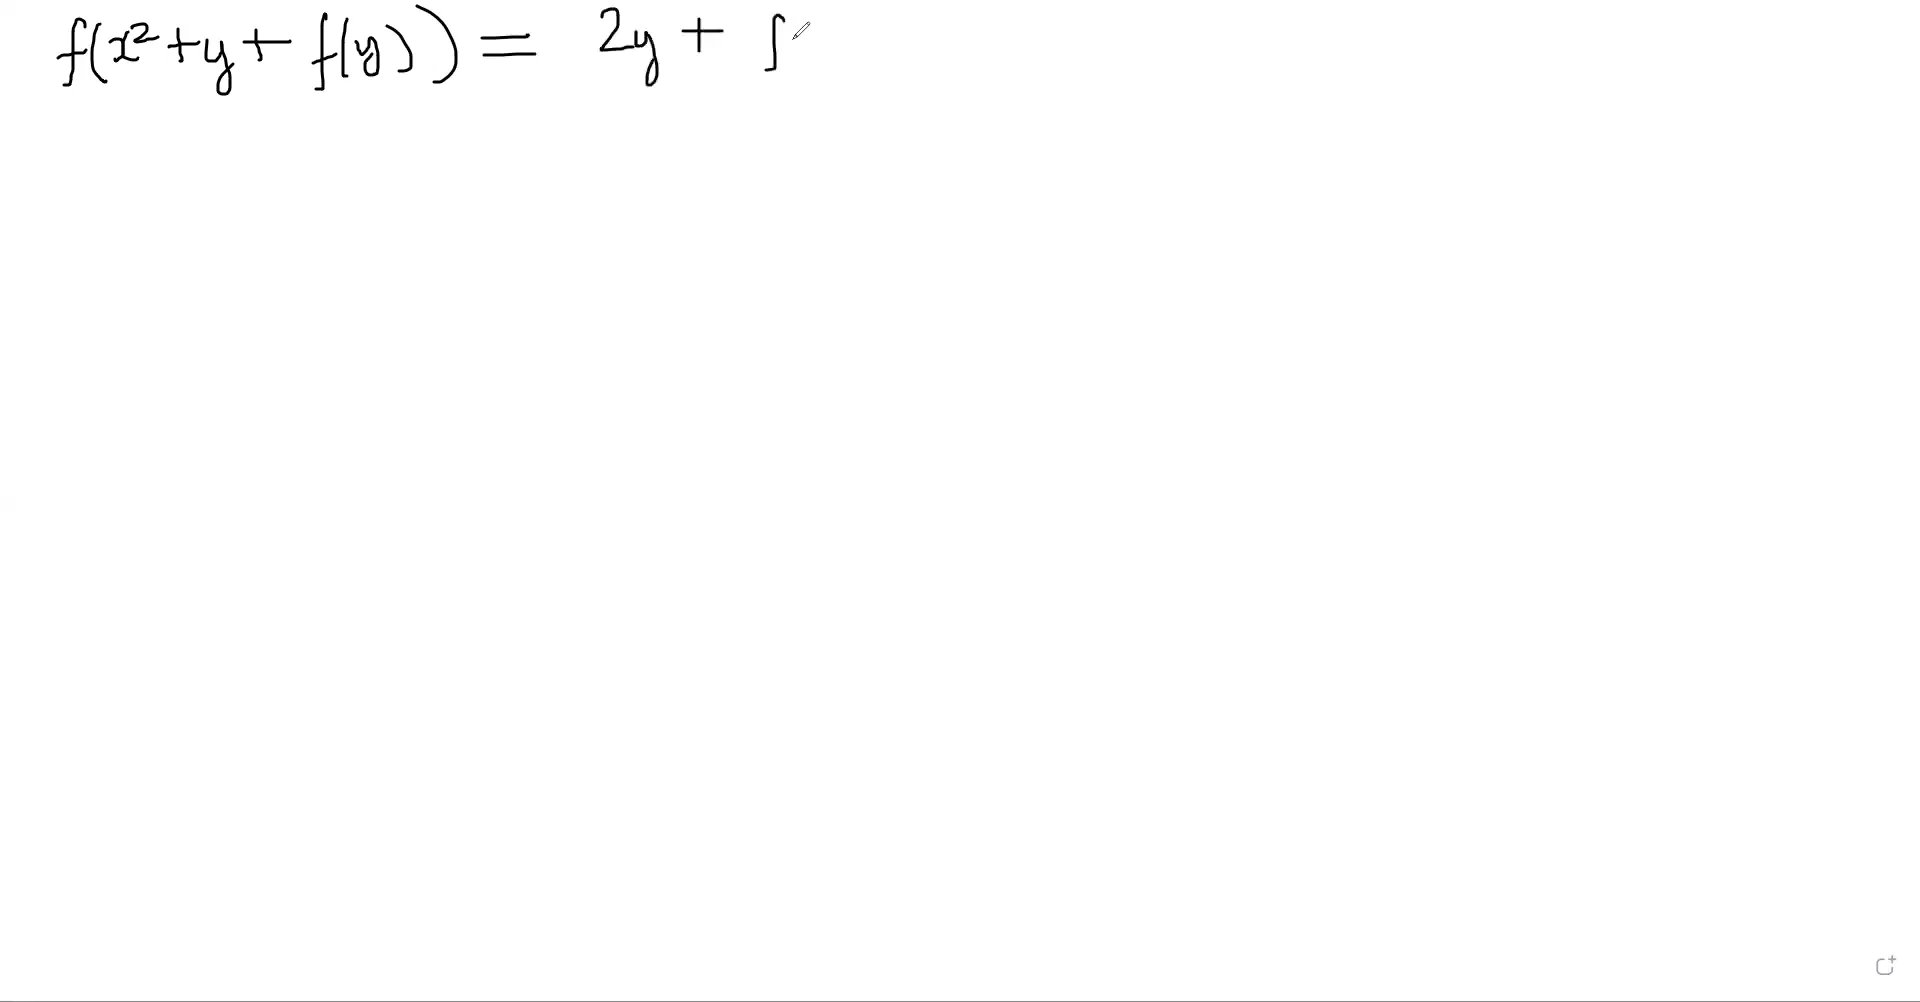 f(x²+y+f(y)) = 2y + ∫